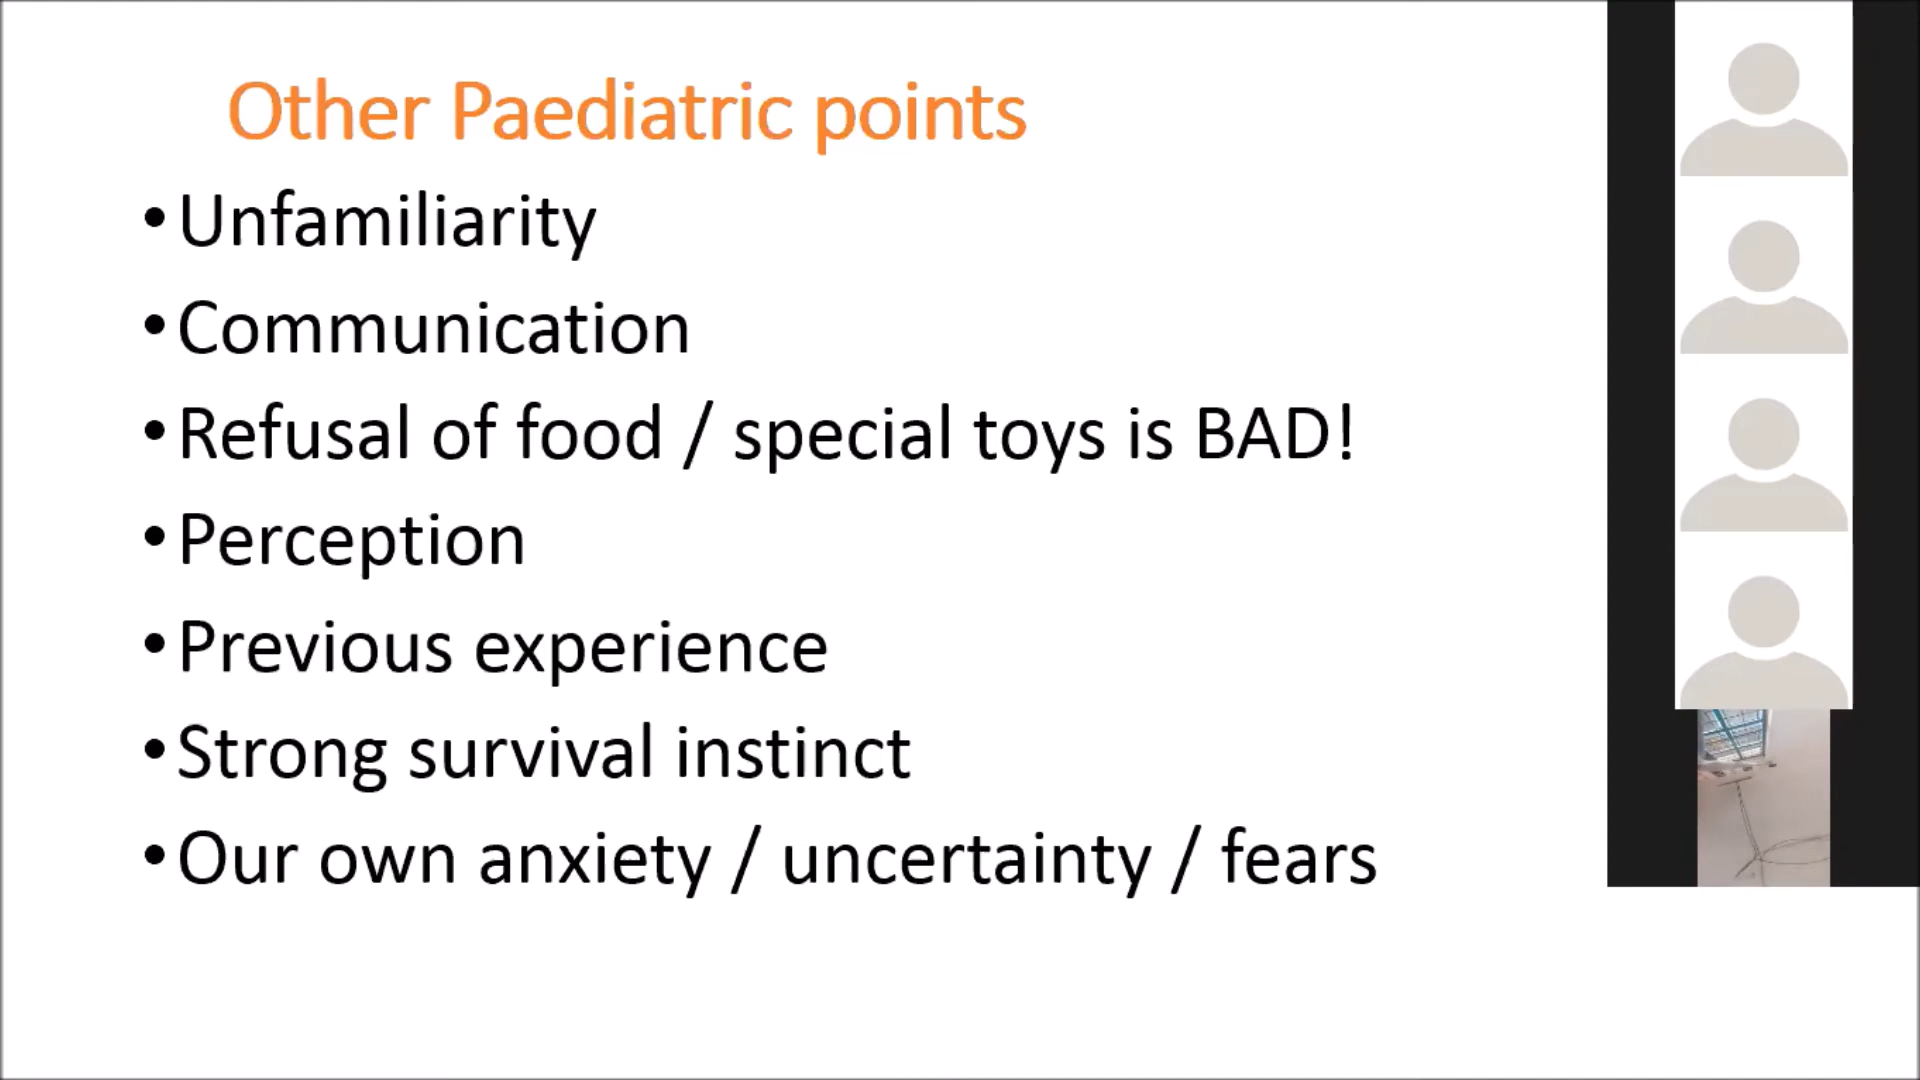 Other Paediatric points
•Unfamiliarity
•Communication
•Refusal of food / special toys is BAD!
•Perception
•Previous experience
•Strong survival instinct
•Our own anxiety / uncertainty / fears